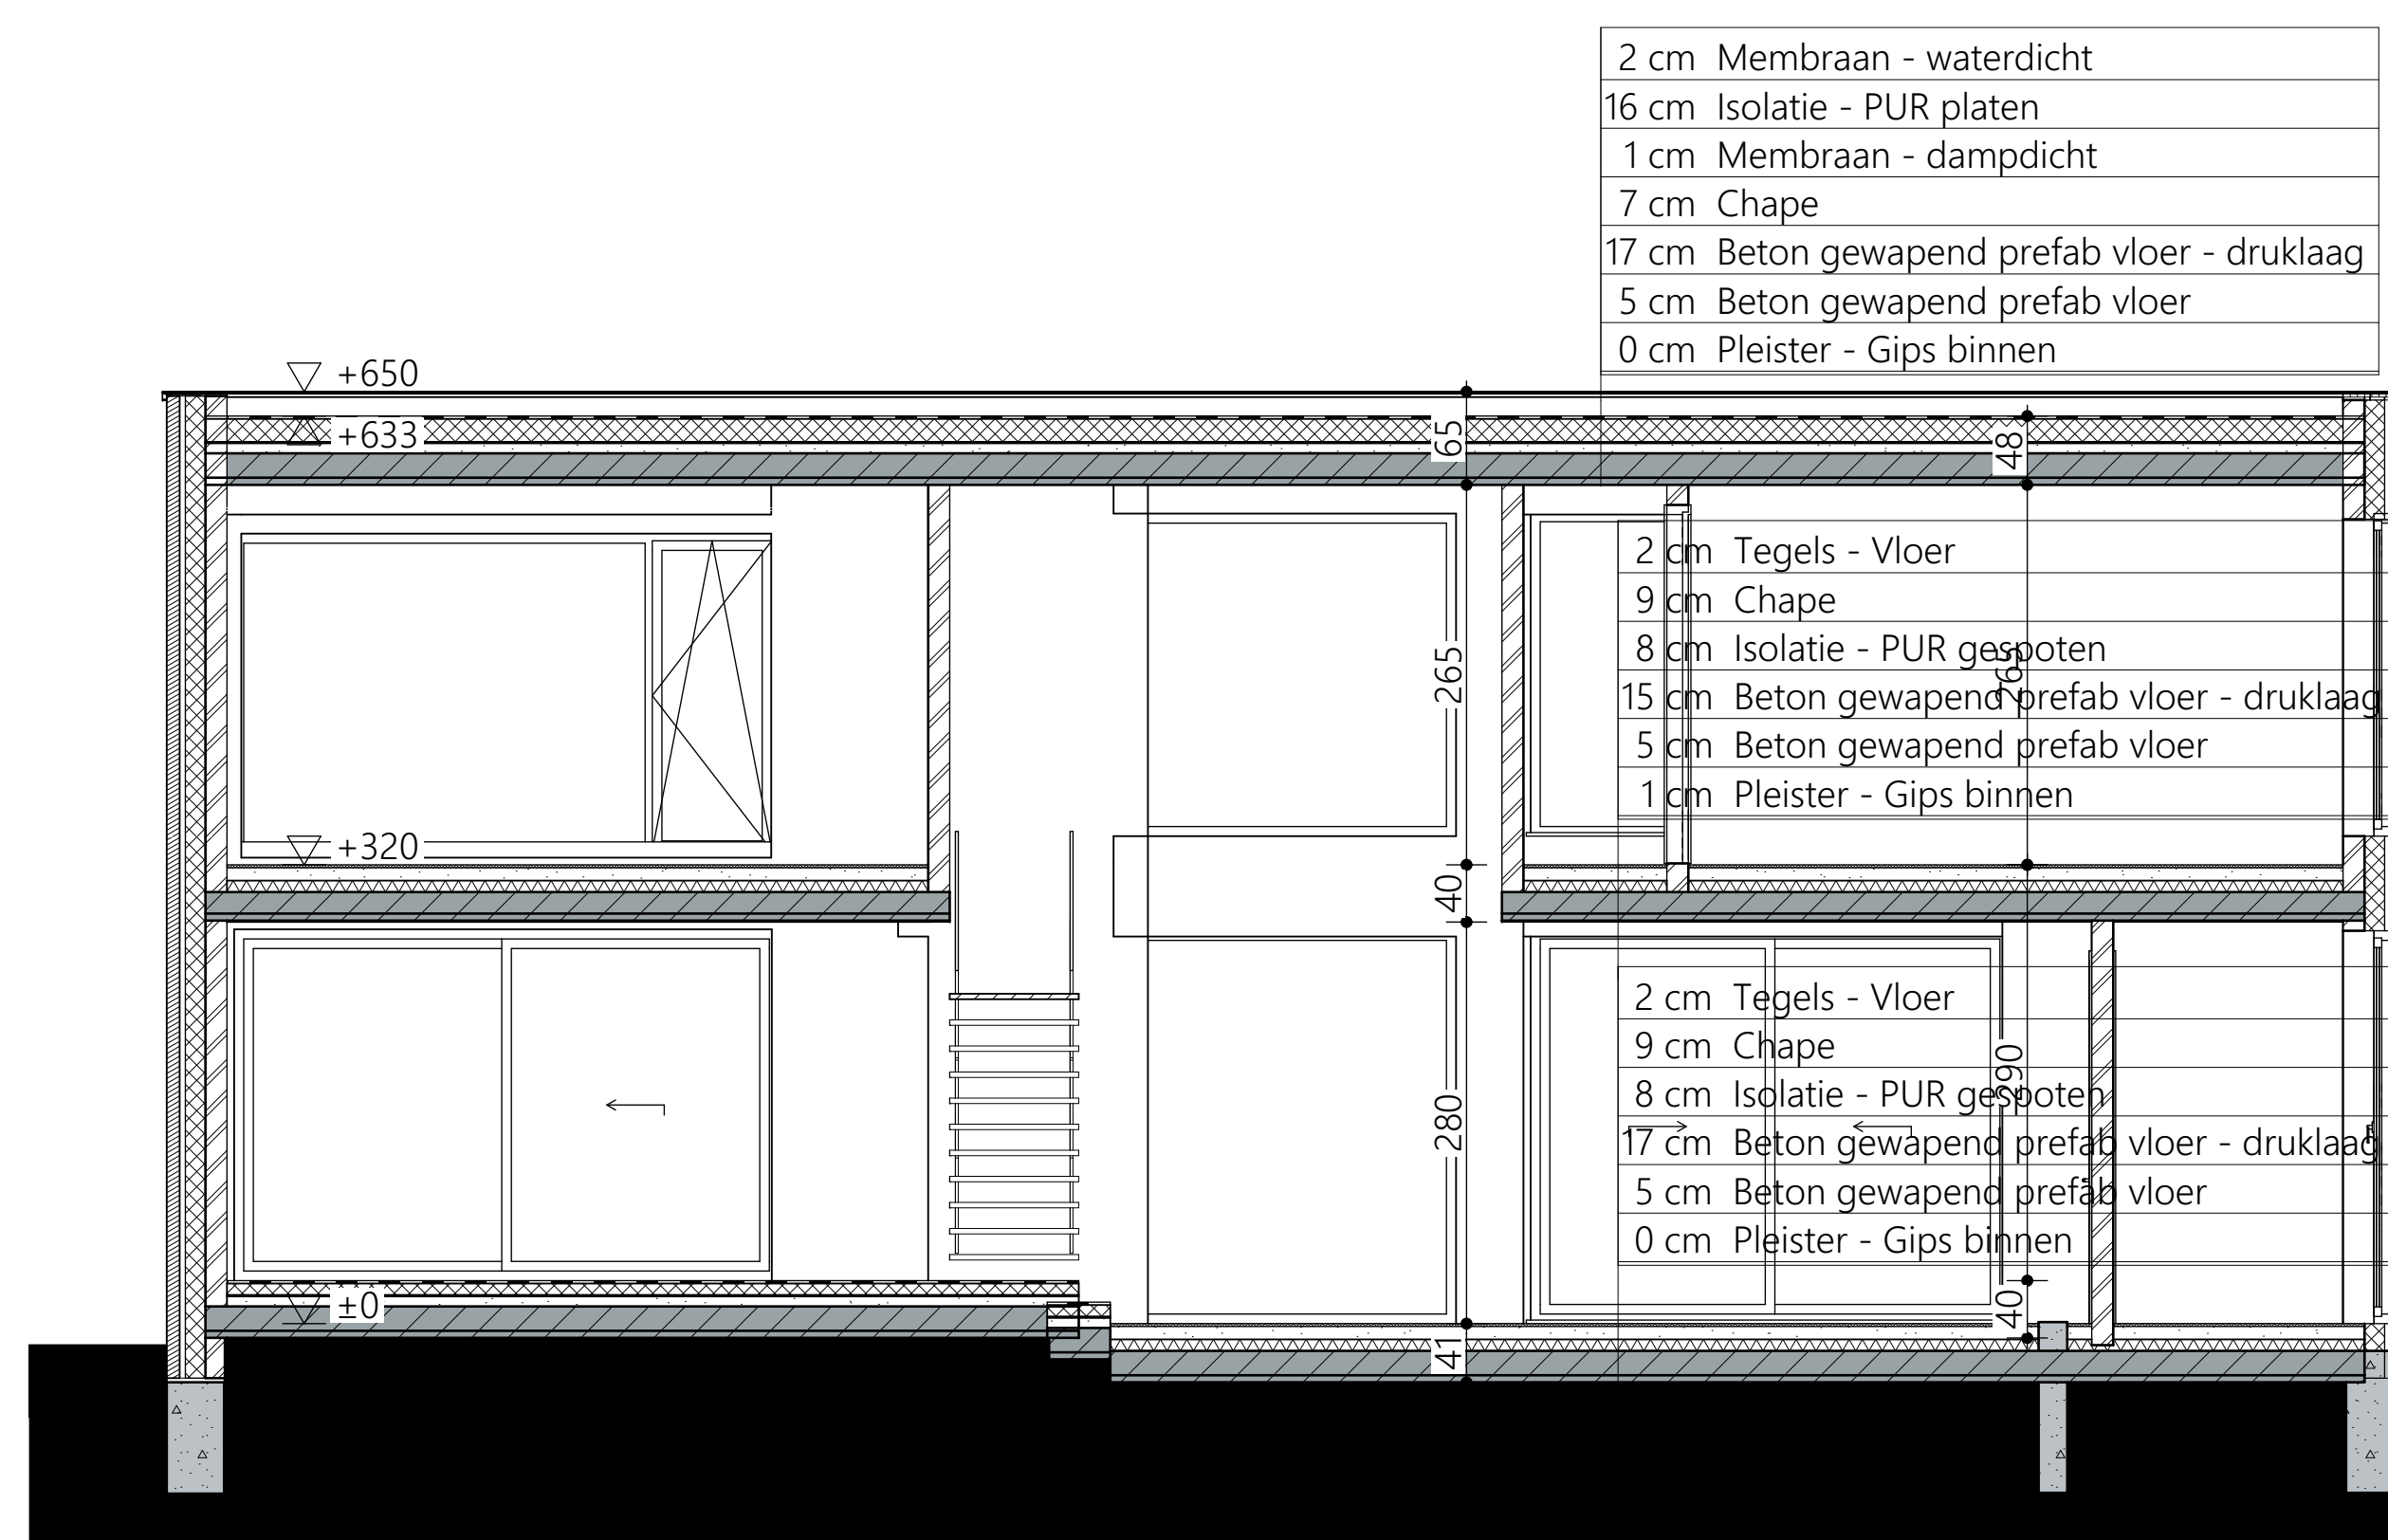 2 cm Membraan - waterdicht
16 cm Isolatie - PUR platen
1 cm Membraan - dampdicht
7 cm Chape
17 cm Beton gewapend prefab vloer - druklaag
5 cm Beton gewapend prefab vloer
0 cm Pleister - Gips binnen
+650
+633
65
48
2 cm Tegels - Vloer
9 cm Chape
8 cm Isolatie - PUR gespoten
15 cm Beton gewapend prefab vloer - druklaag
5 cm Beton gewapend prefab vloer
1 cm Pleister - Gips binnen
265
265
+320
40
2 cm Tegels - Vloer
9 cm Chape
8 cm Isolatie - PUR gespoten
17 cm Beton gewapend prefab vloer - druklaag
5 cm Beton gewapend prefab vloer
0 cm Pleister - Gips binnen
280
290
±0
40
41